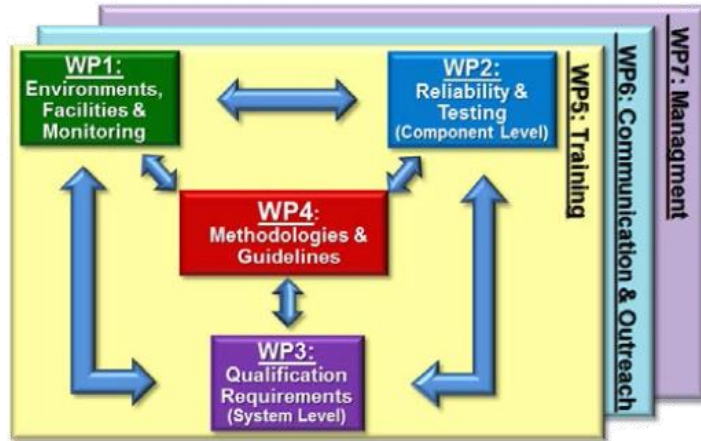 WP1:
Environments,
Facilities &
Monitoring
WP2:
Reliability &
Testing
(Component Level)
WP4:
Methodologies &
Guidelines
WP3:
Qualification
Requirements
(System Level)
WP5: Training
WP6: Communication & Outreach
WP7: Managment